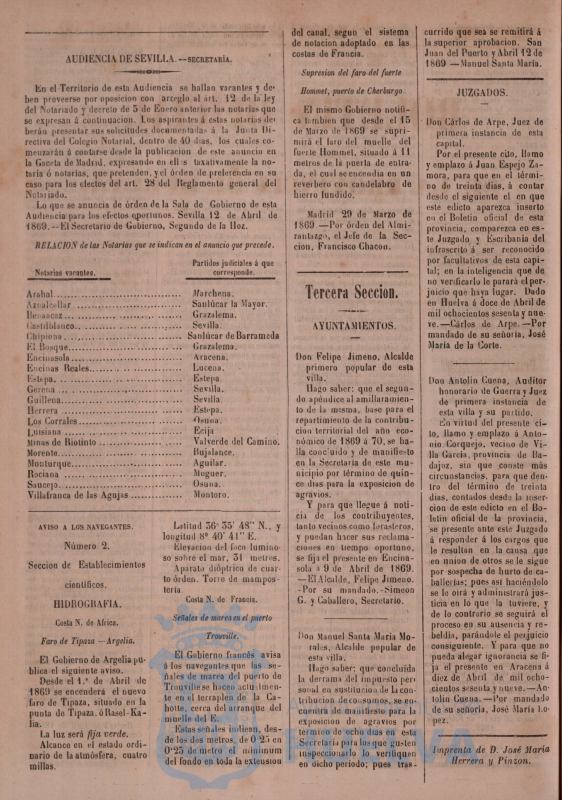 AUDIENCIA DE SEVILLA.—SECRETARÍA.
En el Territorio de esta Audiencia se hallan vacantes y de-
ben proveerse por oposicion con arreglo al art. 12 de la ley
del Notariado y decreto de 5 de Enero anterior las notarías que
se expresan á continuacion. Los aspirantes á estas notarías de-
berán presentar sus solicitudes documentadas á la Junta Di-
rectiva del Colegio Notarial, dentro de 40 dias, los cuales co-
menzarán á contarse desde la publicacion de este anuncio en
la Gaceta de Madrid, expresando en ellas taxativamente la no-
taría ó notarías, que pretenden, y el órden de preferencia en su
caso para los efectos del art. 28 del Reglamento general del
Notariado.
Lo que se anuncia de órden de la Sala de Gobierno de esta
Audiencia para los efectos oportunos. Sevilla 12 de Abril de
1869.—El Secretario de Gobierno, Segundo de la Hoz.
RELACION de las Notarías que se indican en el anuncio que precede.
Notarías vacantes.
Partidos judiciales á que
corresponde.
Arahal Marchena.
Aznalcollar Sanlúcar la Mayor.
Benaocaz Grazalema.
Castilblanco Sevilla.
Chipiona Sanlúcar de Barrameda
El Bosque Grazalema.
Encinasola Aracena.
Encinas Reales Lucena.
Estepa Estepa.
Gerena Sevilla.
Guillena Sevilla.
Herrera Estepa.
Los Corrales Osuna.
Luisiana Ecija
Minas de Riotinto Valverde del Camino.
Morente Bujalance.
Monturque Aguilar.
Rociana Moguer.
Saucejo Osuna.
Villafranca de las Agujas Montoro.
AVISO A LOS NAVEGANTES.
Número 2.
Seccion de Establecimientos
científicos.
HIDROGRAFIA.
Costa N. de Africa.
Faro de Tipaza—Argelia.
El Gobierno de Argelia pu-
blica el siguiente aviso.
Desde el 1.º de Abril de
1869 se encenderá el nuevo
faro de Tipaza, situado en la
punta de Tipaza, ó Rasel-Ka-
lia.
La luz será fija verde.
Alcance en el estado ordi-
nario de la atmósfera, cuatro
millas.
Latitud 36º 35' 48" N., y
longitud 8º 40' 41" E.
Elevacion del foco lumino-
so sobre el mar, 31 metros.
Aparato dióptrico de cuar-
to órden. Torre de mampos-
tería
Costa N. de Francia.
Señales de marea en el puerto
Trouville.
El Gobierno francés avisa
á los navegantes que las se-
ñales de marea del puerto de
Trouville se hacen actual-
mente en el terraplen de la Ca-
hotte, cerca del arranque del
muelle del E.
Estas señales indican, des-
de los dos metros, de 0'25 en
0'25 de metro el mínimum
del fondo en toda la extension
del canal, segun el sistema
de notacion adoptado en las
costas de Francia.
Supresion del faro del fuerte
Hommet, puerto de Cherburgo.
El mismo Gobierno notifi-
ca tambien que desde el 15
de Marzo de 1869 se supri-
mirá el faro del muelle del
fuerte Hommet, situado á 11
metros de la puerta de entra-
da, el cual se encendia en un
reverbero con candelabro de
hierro fundido.
Madrid 29 de Marzo de
1869.—Por órden del Almi-
rantazgo, el Jefe de la Sec-
cion, Francisco Chacon.
Tercera Seccion.
AYUNTAMIENTOS.
Don Felipe Jimeno, Alcalde
primero popular de esta
villa.
Hago saber: que el segun-
do apéndice al amillaramien-
to de la misma, base para el
repartimiento de la contribu-
cion territorial del año eco-
nómico de 1869 á 70, se ha-
lla concluido y de manifiesto
en la Secretaría de este mu-
nicipio por término de quin-
ce dias para la exposicion de
agravios.
Y para que llegue á noti-
cia de los contribuyentes,
tanto vecinos como forasteros,
y puedan hacer sus reclama-
ciones en tiempo oportuno,
se fija el presente en Encina-
sola á 9 de Abril de 1869.
—El Alcalde, Felipe Jimeno.
—Por su mandado.—Simeon
G. y Caballero, Secretario.
Don Manuel Santa María Mo-
rales, Alcalde popular de
esta villa.
Hago saber: que concluida
la derrama del impuesto per-
sonal en sustitucion de la con-
tribucion de consumos, se en-
cuentra de manifiesto para la
exposicion de agravios por
término de ocho dias en esta
Secretaría para los que gusten
inspeccionarlo lo verifiquen
en dicho periodo; pues tras-
currido que sea se remitirá á
la superior aprobacion. San
Juan del Puerto y Abril 12 de
1869—Manuel Santa María.
JUZGADOS.
Don Cárlos de Arpe, Juez de
primera instancia de esta
capital.
Por el presente cito, llamo
y emplazo á Juan Espejo Za-
mora, para que en el térmi-
no de treinta dias, á contar
desde el siguiente el en que
este edicto aparezca inserto
en el Boletin oficial de esta
provincia, comparezca en es-
te Juzgado y Escribanía del
infrascrito á ser reconocido
por facultativos de esta capi-
tal; en la inteligencia que de
no verificarlo le parará el per-
juicio que haya lugar. Dado
en Huelva á doce de Abril de
mil ochocientos sesenta y nue-
ve.—Cárlos de Arpe.—Por
mandado de su señoría, José
María de la Corte.
Don Antolin Cuena, Auditor
honorario de Guerra y Juez
de primera instancia de
esta villa y su partido.
En virtud del presente ci-
to, llamo y emplazo á Anto-
nio Corquejo, vecino de Vi-
lla García, provincia de Ba-
dajoz, sin que conste más
circunstancias, para que den-
tro del término de treinta
dias, contados desde la inser-
cion de este edicto en el Bo-
letin oficial de la provincia,
se presente ante este Juzgado
á responder á los cargos que
le resultan en la causa que
en union de otros se le sigue
por sospecha de hurto de ca-
ballerías; pues asi haciéndolo
se le oirá y administrará jus-
ticia en lo que la tuviere, y
de lo contrario se seguirá el
proceso en su ausencia y re-
beldía, parándole el perjuicio
consiguiente. Y para que no
pueda alegar ignorancia se fi-
ja el presente en Aracena á
diez de Abril de mil ocho-
cientos sesenta y nueve.—An-
tolin Cuena.—Por mandado
de su señoría, José María Lo-
pez.
Imprenta de D. José María
Herrera y Pinzon.